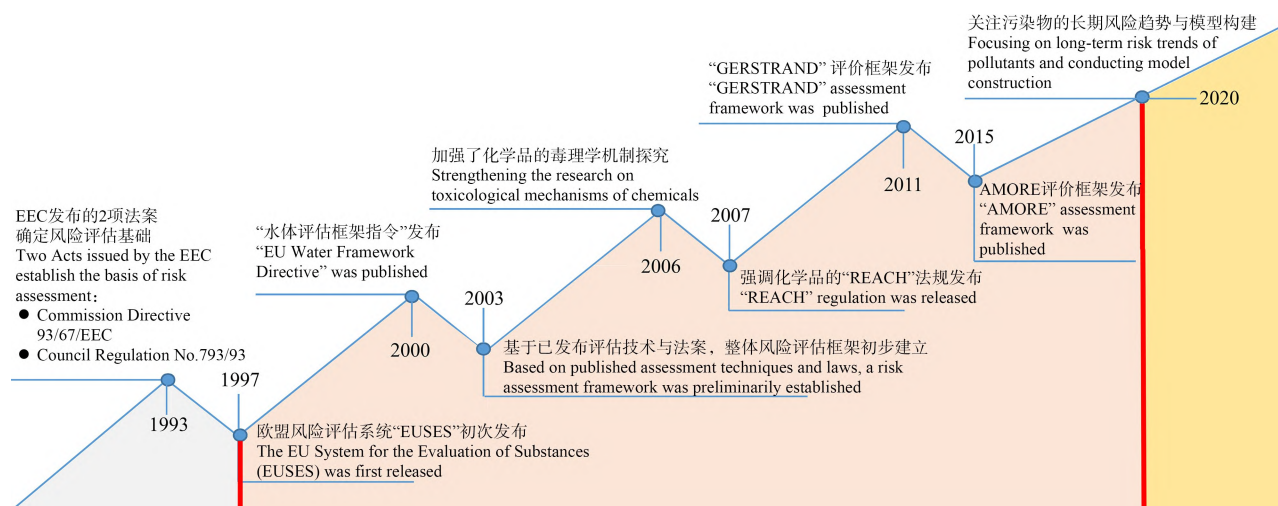 EEC发布的2项法案
确定风险评估基础
Two Acts issued by the EEC
establish the basis of risk
assessment：
● Commission Directive
93/67/EEC
● Council Regulation No.793/93
1993
1997
欧盟风险评估系统“EUSES”初次发布
The EU System for the Evaluation of Substances
(EUSES) was first released
“水体评估框架指令”发布
“EU Water Framework
Directive” was published
2000
2003
基于已发布评估技术与法案，整体风险评估框架初步建立
Based on published assessment techniques and laws, a risk
assessment framework was preliminarily established
加强了化学品的毒理学机制探究
Strengthening the research on
toxicological mechanisms of chemicals
2006
2007
强调化学品的“REACH”法规发布
“REACH” regulation was released
“GERSTRAND” 评价框架发布
“GERSTRAND” assessment
framework was published
2011
2015
AMORE评价框架发布
“AMORE” assessment
framework was
published
关注污染物的长期风险趋势与模型构建
Focusing on long-term risk trends of
pollutants and conducting model
construction
2020